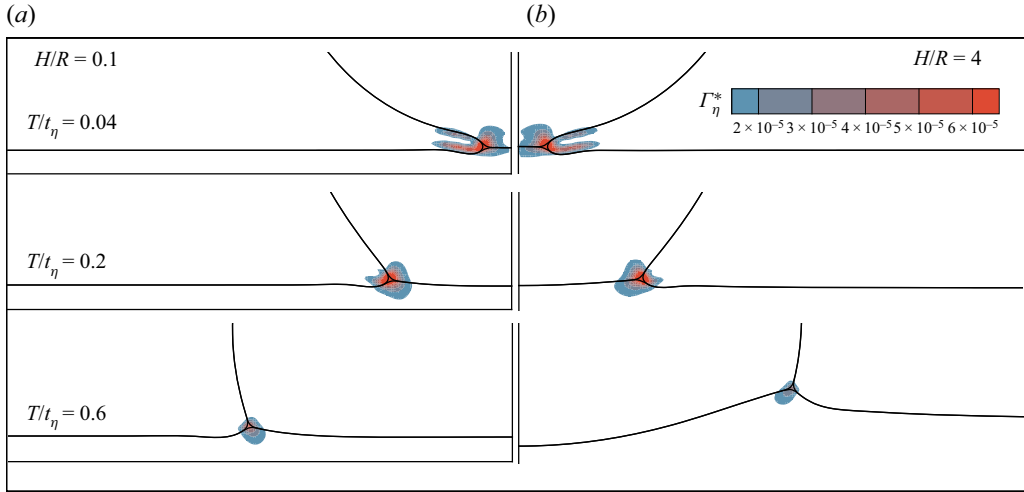 (a)
(b)
H/R = 0.1
H/R = 4
Γ*η
2 × 10⁻⁵ 3 × 10⁻⁵ 4 × 10⁻⁵ 5 × 10⁻⁵ 6 × 10⁻⁵
T/tη = 0.04
T/tη = 0.2
T/tη = 0.6